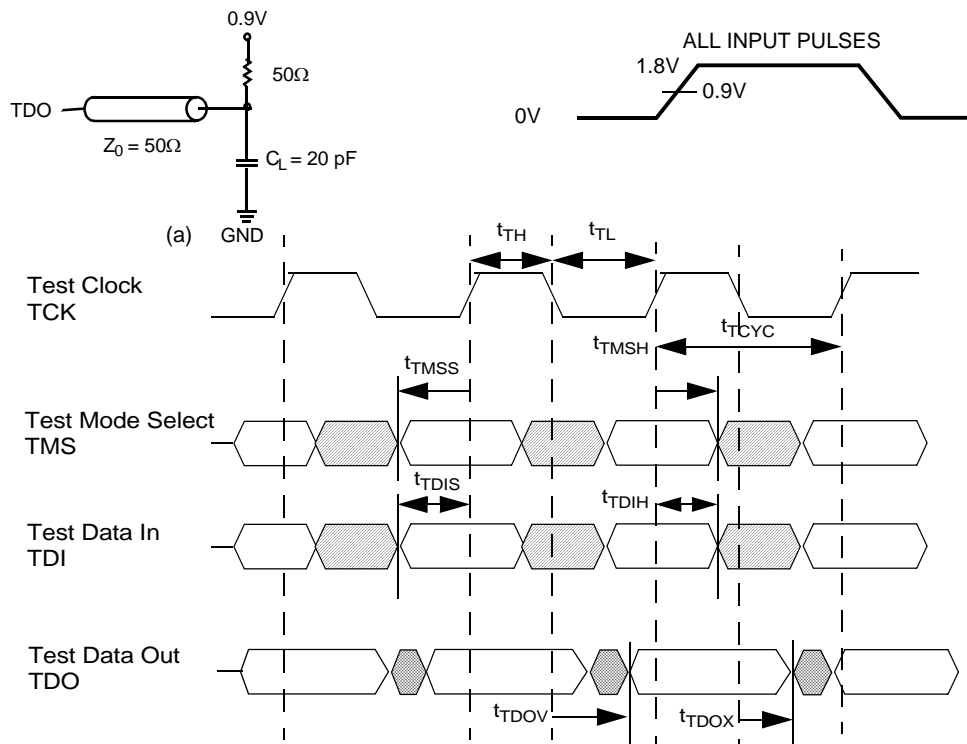 0.9V
50Ω
TDO
Z0 = 50Ω
CL = 20 pF
(a)
GND
ALL INPUT PULSES
1.8V
0.9V
0V
tTH
tTL
Test Clock
TCK
tTCYC
tTMSH
tTMSS
Test Mode Select
TMS
tTDIS
tTDIH
Test Data In
TDI
Test Data Out
TDO
tTDOV
tTDOX